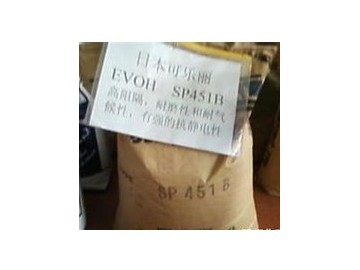 日本可乐丽
EVOH SP451B
高阻隔，耐磨性和耐气
候性，有强的抗静电性
SP 451 B